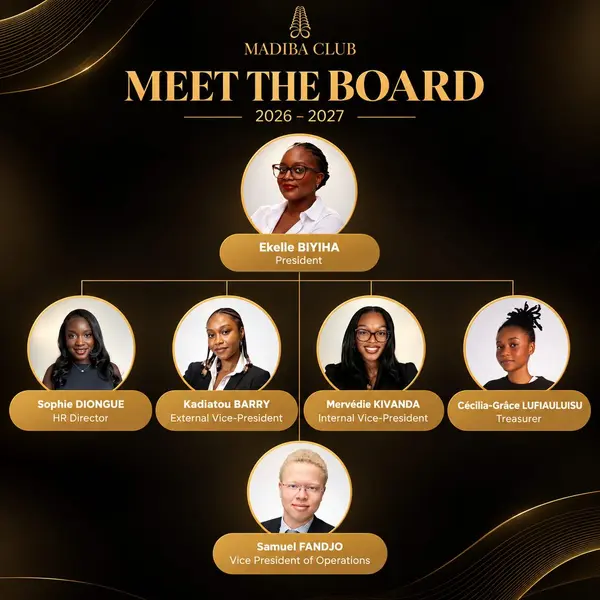 MADIBA CLUB
MEET THE BOARD
2026 – 2027
Ekelle BIYIHA
President
Sophie DIONGUE
HR Director
Kadiatou BARRY
External Vice-President
Mervédie KIVANDA
Internal Vice-President
Cécilia-Grâce LUFIAULUISU
Treasurer
Samuel FANDJO
Vice President of Operations